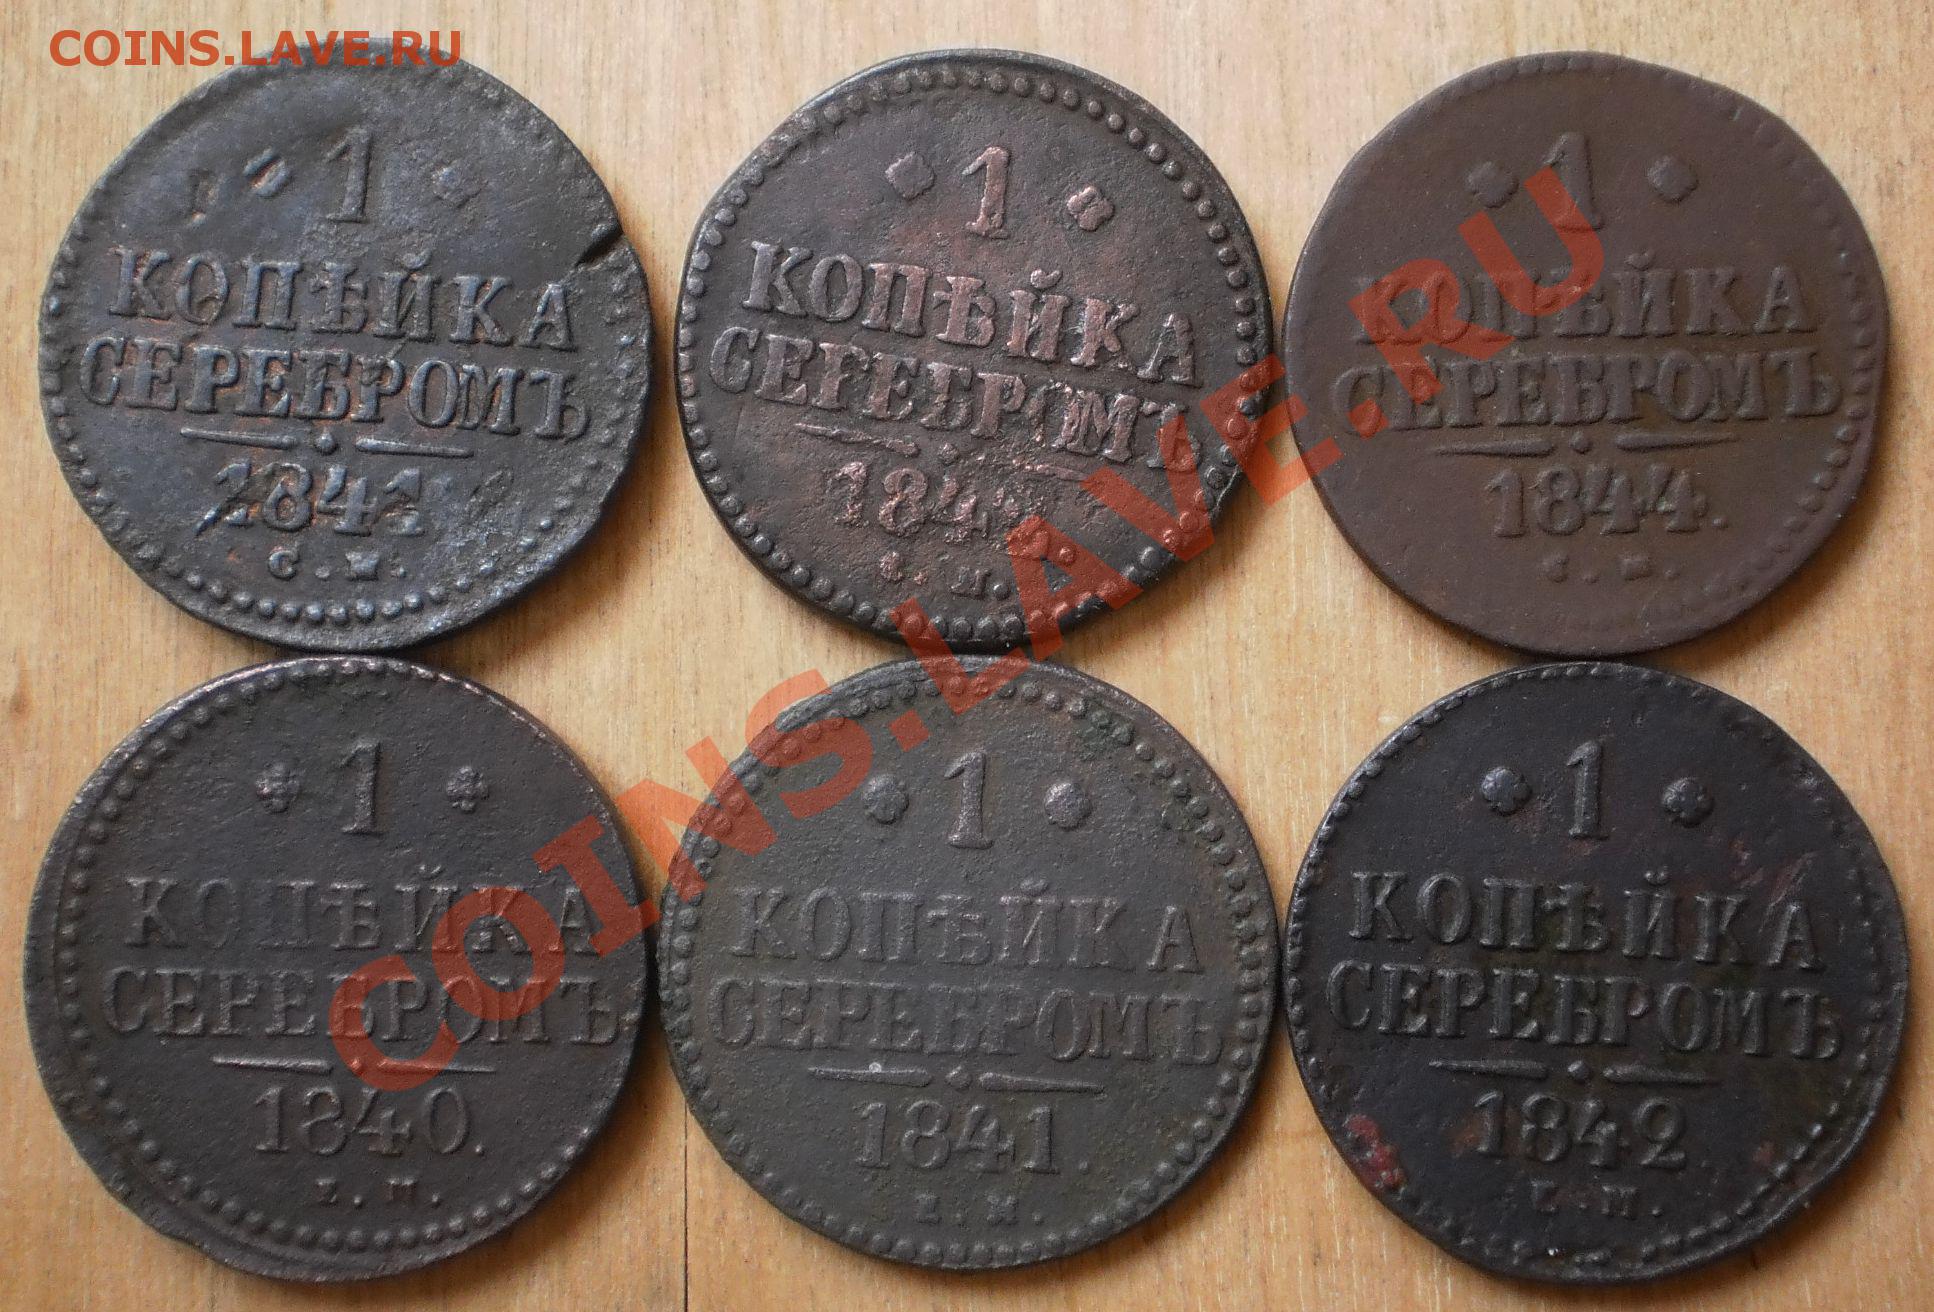 COINS.LAVE.RU
1
КОПѢЙКА
СЕРЕБРОМЪ
1841
С.М.
1
КОПѢЙКА
СЕРЕБРОМЪ
С.М.
1
КОПѢЙКА
СЕРЕБРОМЪ
1844.
С.М.
1
КОПѢЙКА
СЕРЕБРОМЪ
1840.
Е.М.
1
КОПѢЙКА
СЕРЕБРОМЪ
1841.
Е.М.
1
КОПѢЙКА
СЕРЕБРОМЪ
1842
Е.М.
COINS.LAVE.RU